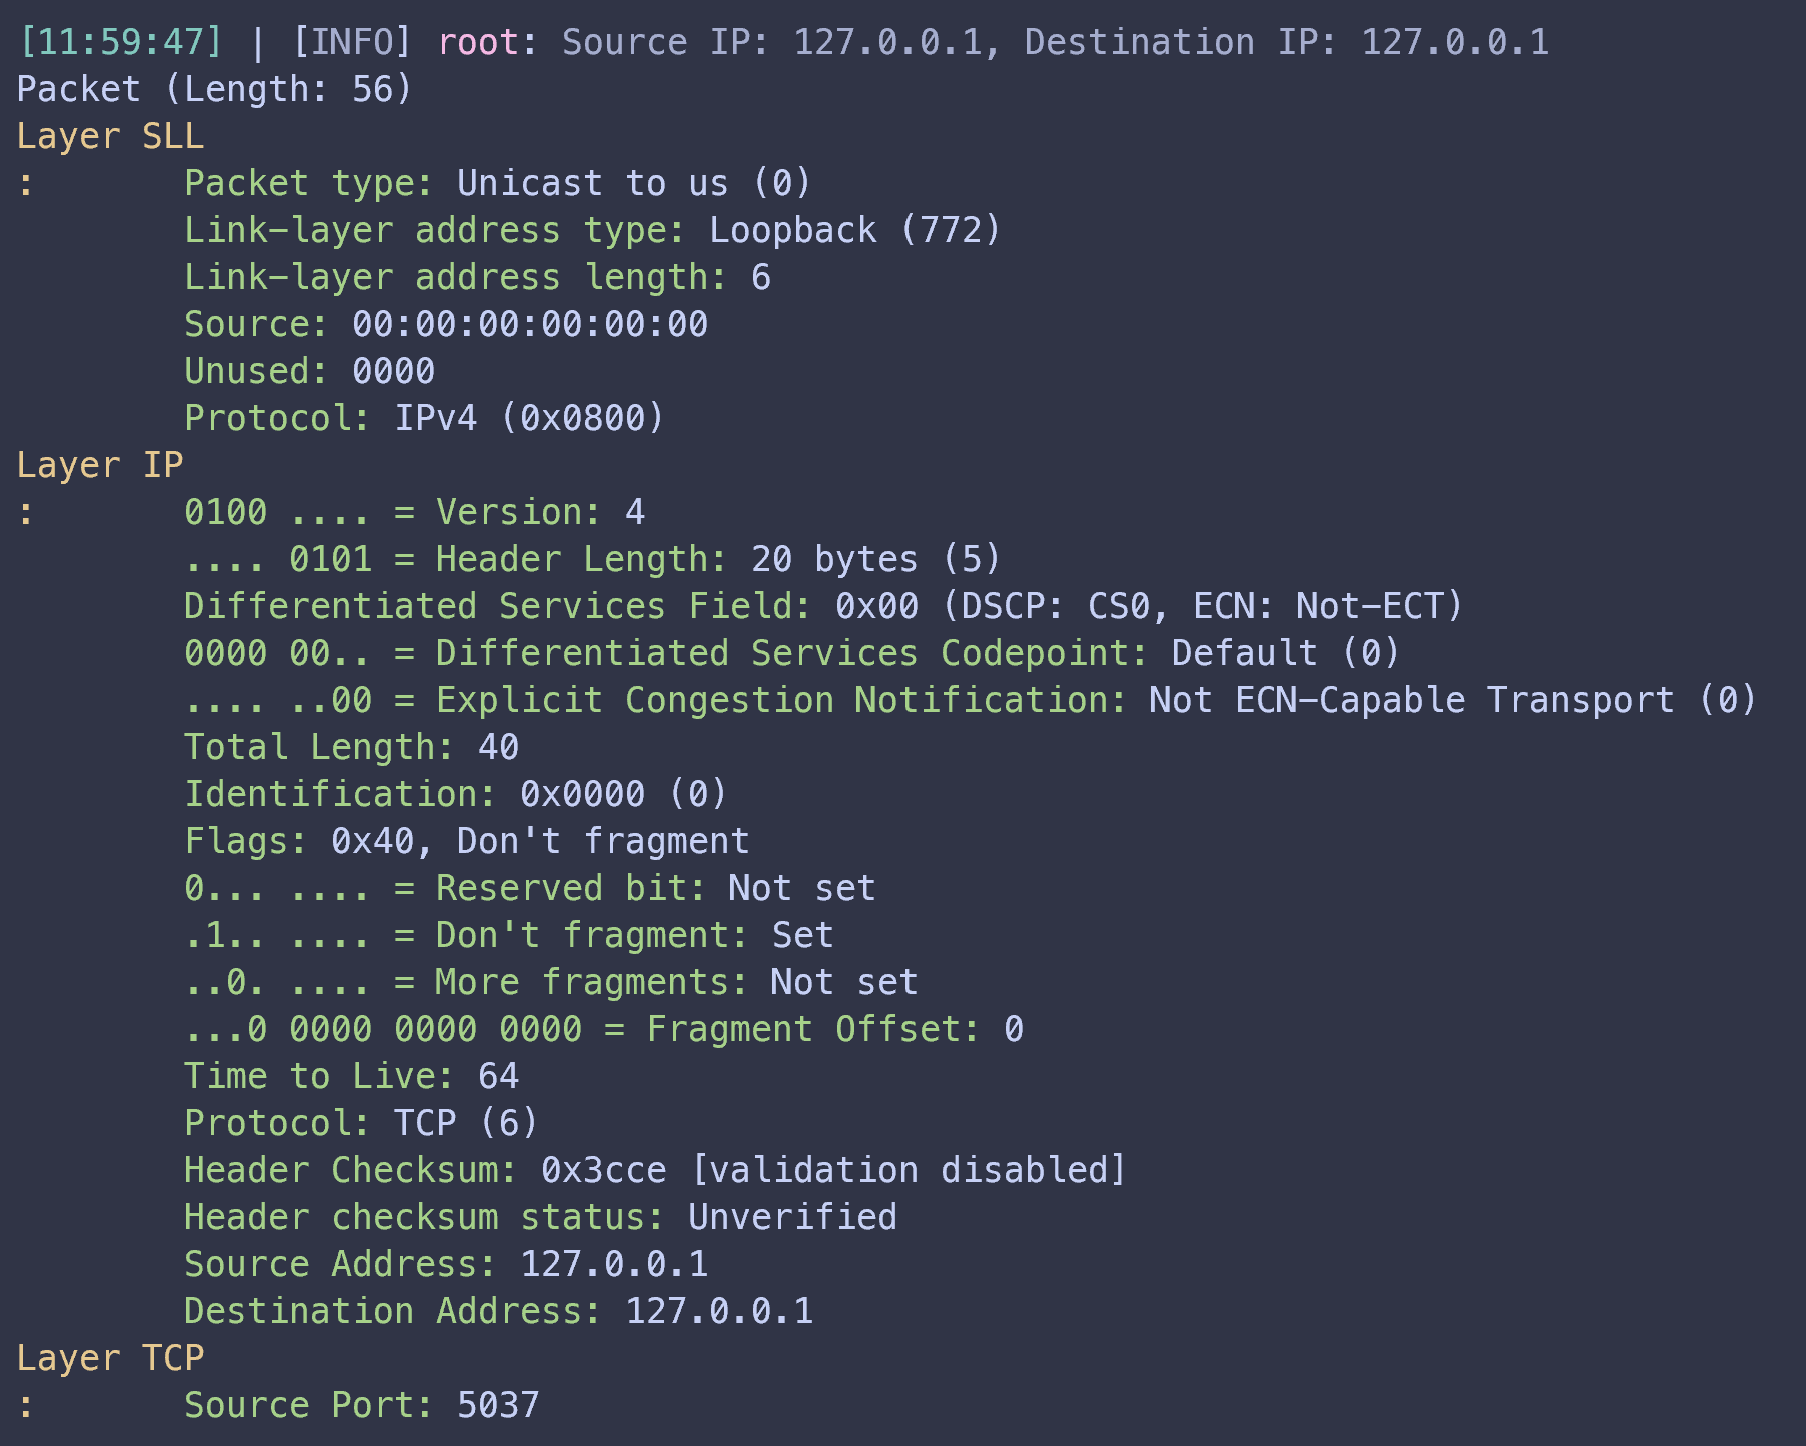 [11:59:47] | [INFO] root: Source IP: 127.0.0.1, Destination IP: 127.0.0.1
Packet (Length: 56)
Layer SLL
:       Packet type: Unicast to us (0)
        Link-layer address type: Loopback (772)
        Link-layer address length: 6
        Source: 00:00:00:00:00:00
        Unused: 0000
        Protocol: IPv4 (0x0800)
Layer IP
:       0100 .... = Version: 4
        .... 0101 = Header Length: 20 bytes (5)
        Differentiated Services Field: 0x00 (DSCP: CS0, ECN: Not-ECT)
        0000 00.. = Differentiated Services Codepoint: Default (0)
        .... ..00 = Explicit Congestion Notification: Not ECN-Capable Transport (0)
        Total Length: 40
        Identification: 0x0000 (0)
        Flags: 0x40, Don't fragment
        0... .... = Reserved bit: Not set
        .1.. .... = Don't fragment: Set
        ..0. .... = More fragments: Not set
        ...0 0000 0000 0000 = Fragment Offset: 0
        Time to Live: 64
        Protocol: TCP (6)
        Header Checksum: 0x3cce [validation disabled]
        Header checksum status: Unverified
        Source Address: 127.0.0.1
        Destination Address: 127.0.0.1
Layer TCP
:       Source Port: 5037